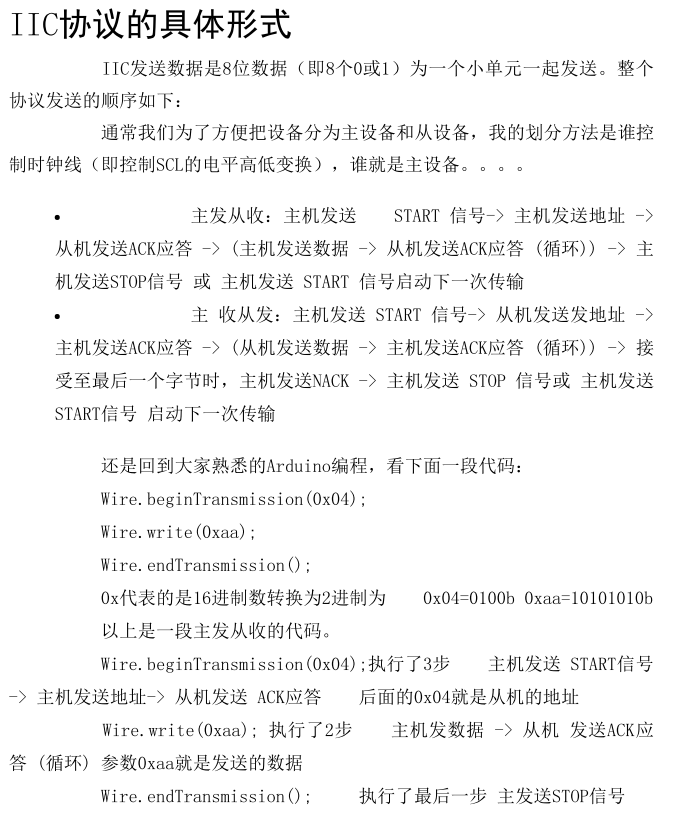 IIC协议的具体形式
IIC发送数据是8位数据（即8个0或1）为一个小单元一起发送。整个
协议发送的顺序如下：
通常我们为了方便把设备分为主设备和从设备，我的划分方法是谁控
制时钟线（即控制SCL的电平高低变换），谁就是主设备。。。。
• 主发从收：主机发送 START 信号-> 主机发送地址 ->
从机发送ACK应答 -> (主机发送数据 -> 从机发送ACK应答 (循环)) -> 主
机发送STOP信号 或 主机发送 START 信号启动下一次传输
• 主 收从发：主机发送 START 信号-> 从机发送发地址 ->
主机发送ACK应答 -> (从机发送数据 -> 主机发送ACK应答 (循环)) -> 接
受至最后一个字节时，主机发送NACK -> 主机发送 STOP 信号或 主机发送
START信号 启动下一次传输
还是回到大家熟悉的Arduino编程，看下面一段代码：
Wire.beginTransmission(0x04);
Wire.write(0xaa);
Wire.endTransmission();
0x代表的是16进制数转换为2进制为 0x04=0100b 0xaa=10101010b
以上是一段主发从收的代码。
Wire.beginTransmission(0x04);执行了3步 主机发送 START信号
-> 主机发送地址-> 从机发送 ACK应答 后面的0x04就是从机的地址
Wire.write(0xaa); 执行了2步 主机发数据 -> 从机 发送ACK应
答 (循环) 参数0xaa就是发送的数据
Wire.endTransmission(); 执行了最后一步 主发送STOP信号